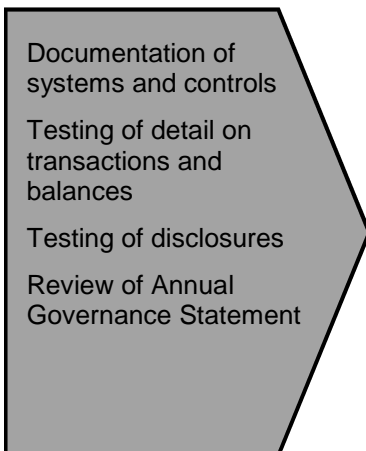 Documentation of
systems and controls
Testing of detail on
transactions and
balances
Testing of disclosures
Review of Annual
Governance Statement